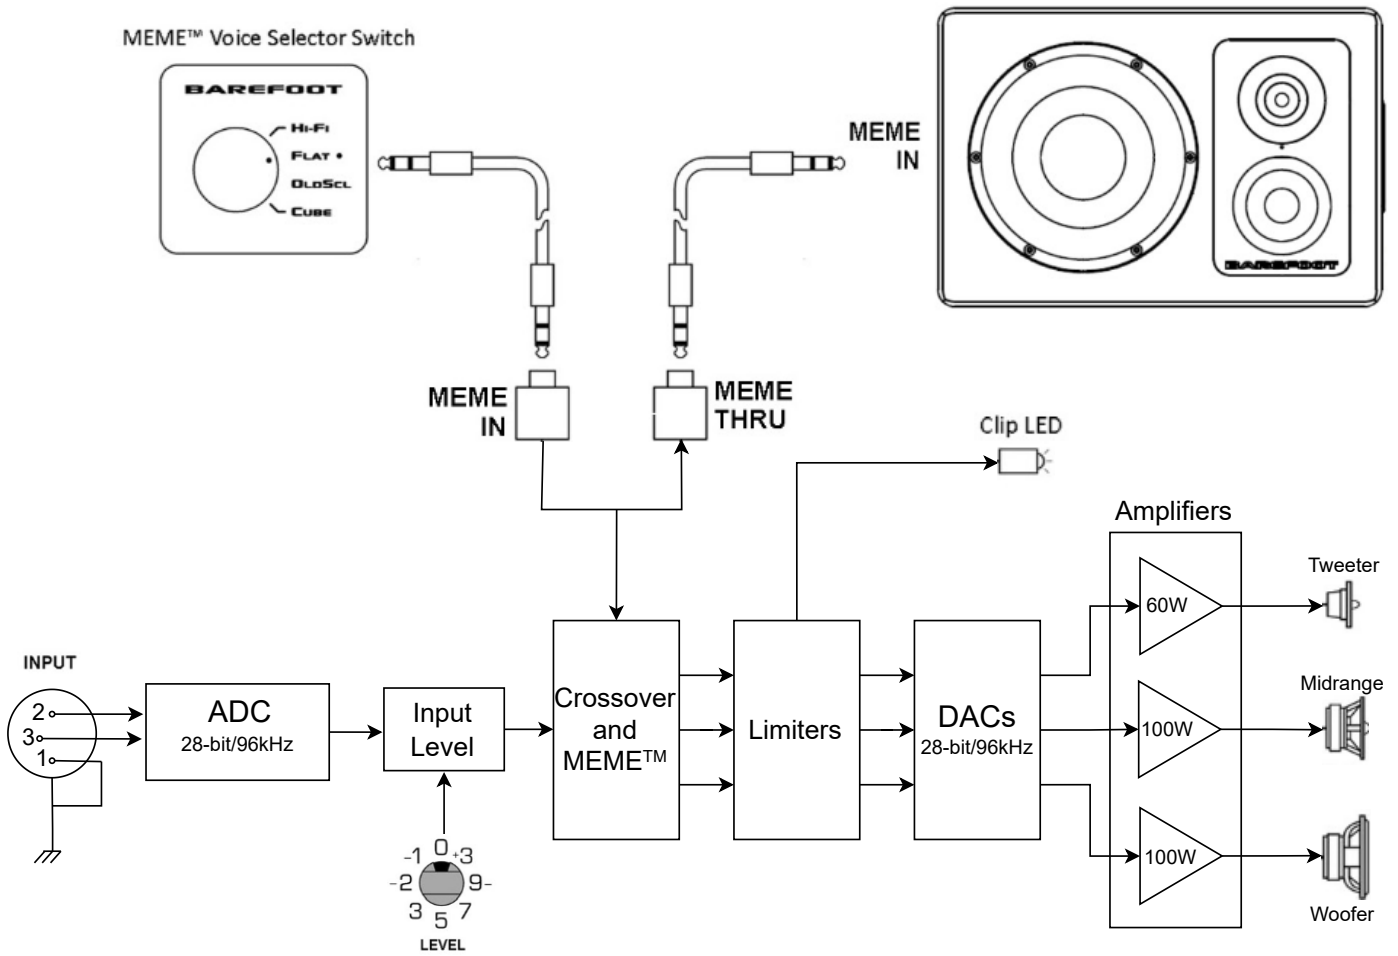 MEME™ Voice Selector Switch
BAREFOOT
HI-FI
FLAT •
OLDSCL
CUBE
MEME
IN
BAREFOOT
MEME
IN
MEME
THRU
Clip LED
Amplifiers
60W
Tweeter
INPUT
2
3
1
ADC
28-bit/96kHz
Input
Level
Crossover
and
MEME™
Limiters
DACs
28-bit/96kHz
100W
Midrange
100W
Woofer
0
-1 +3
-2 9-
3 7
5
LEVEL